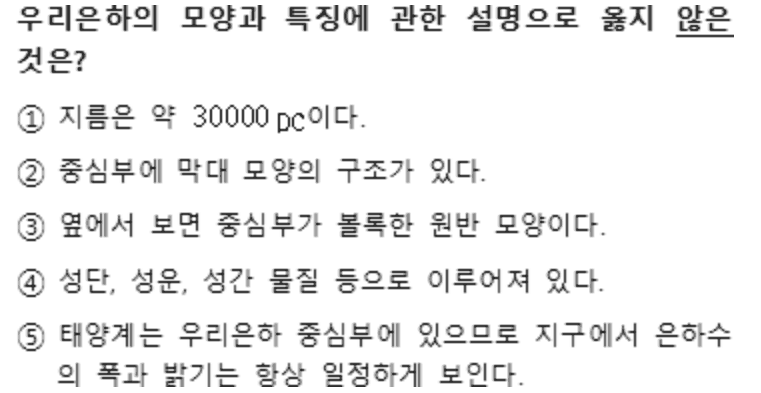 우리은하의 모양과 특징에 관한 설명으로 옳지 않은
것은?
① 지름은 약 30000 pc이다.
② 중심부에 막대 모양의 구조가 있다.
③ 옆에서 보면 중심부가 볼록한 원반 모양이다.
④ 성단, 성운, 성간 물질 등으로 이루어져 있다.
⑤ 태양계는 우리은하 중심부에 있으므로 지구에서 은하수
의 폭과 밝기는 항상 일정하게 보인다.